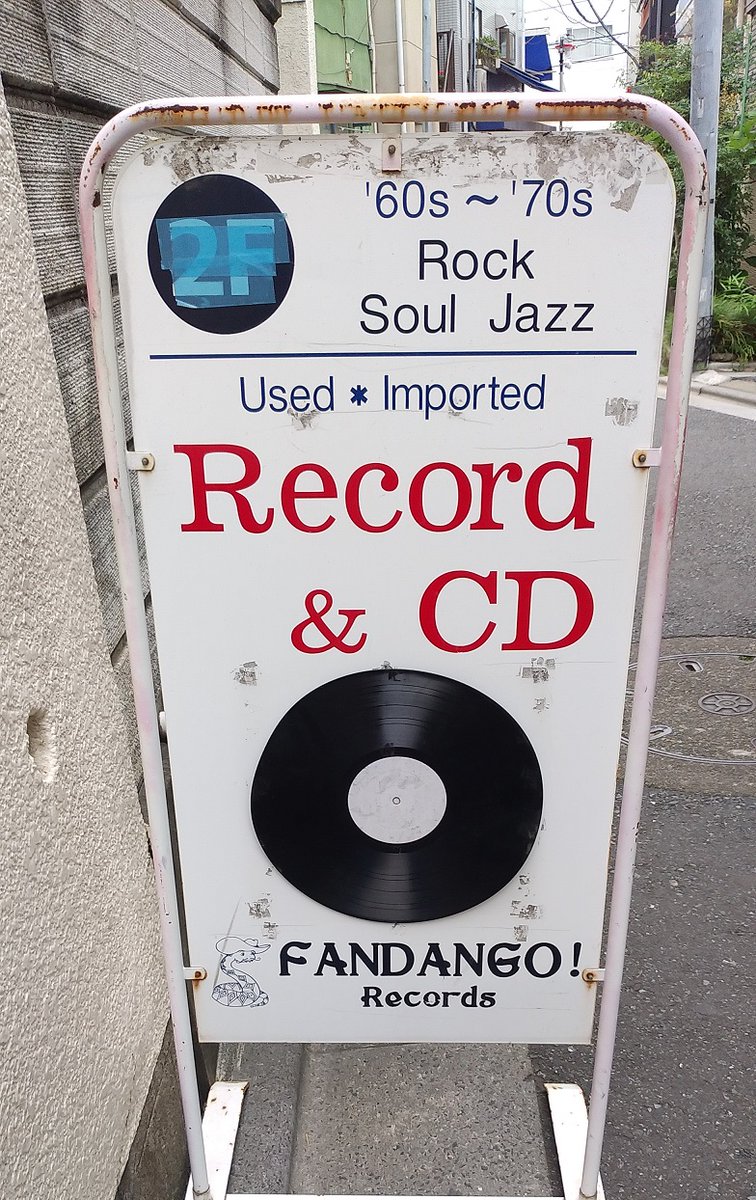 2F
'60s ~ '70s
Rock
Soul Jazz
Used * Imported
Record
& CD
FANDANGO!
Records